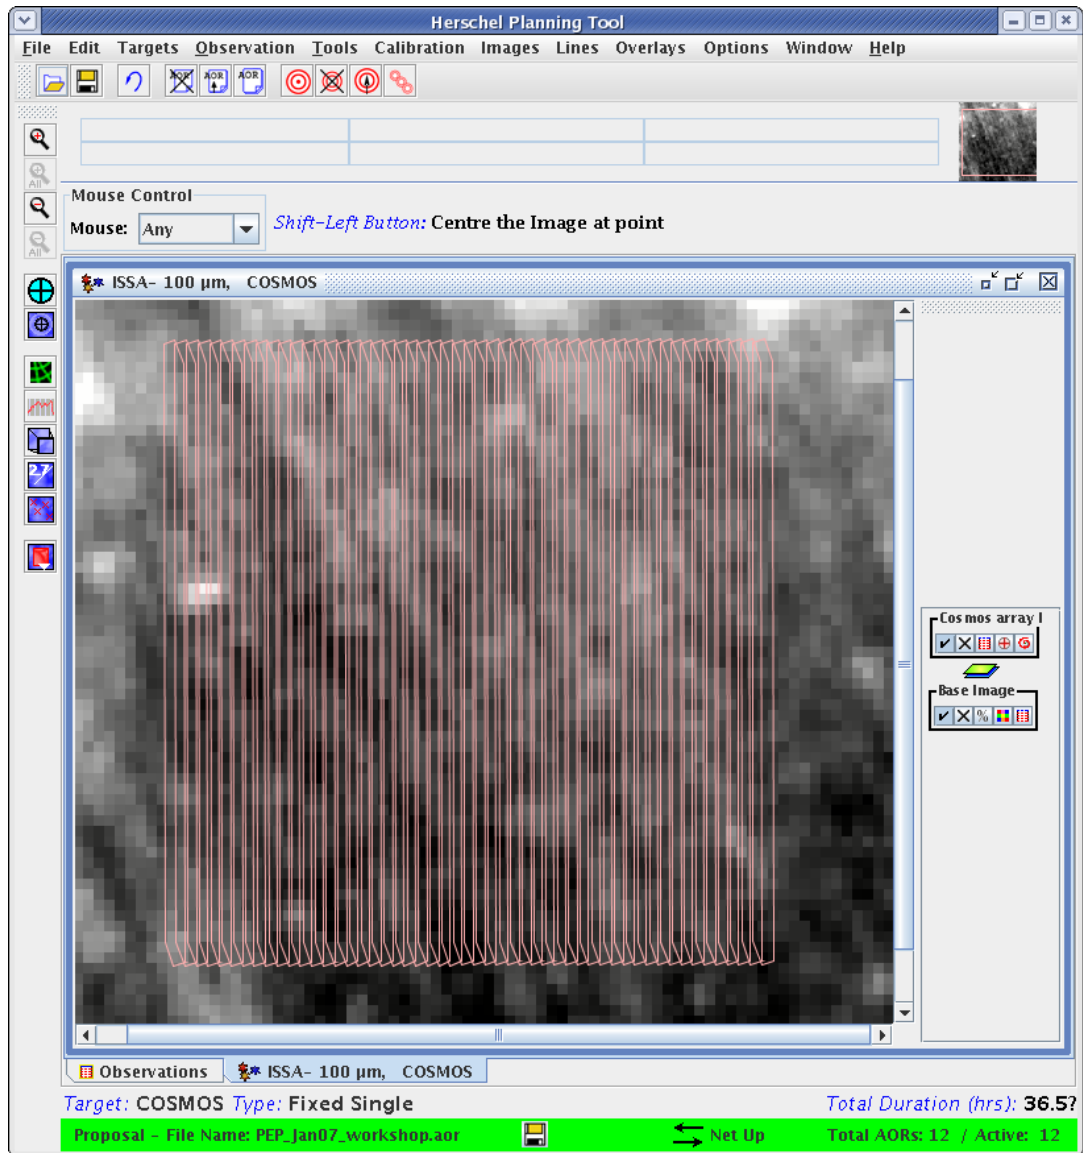 Herschel Planning Tool
File Edit Targets Observation Tools Calibration Images Lines Overlays Options Window Help
AOR AOR AOR
All
All
Mouse Control
Mouse: Any
Shift-Left Button: Centre the Image at point
ISSA- 100 µm, COSMOS
Cosmos array I
Base Image
%
Observations
ISSA- 100 µm, COSMOS
Target: COSMOS Type: Fixed Single
Total Duration (hrs): 36.5?
Proposal - File Name: PEP_Jan07_workshop.aor
Net Up
Total AORs: 12 / Active: 12